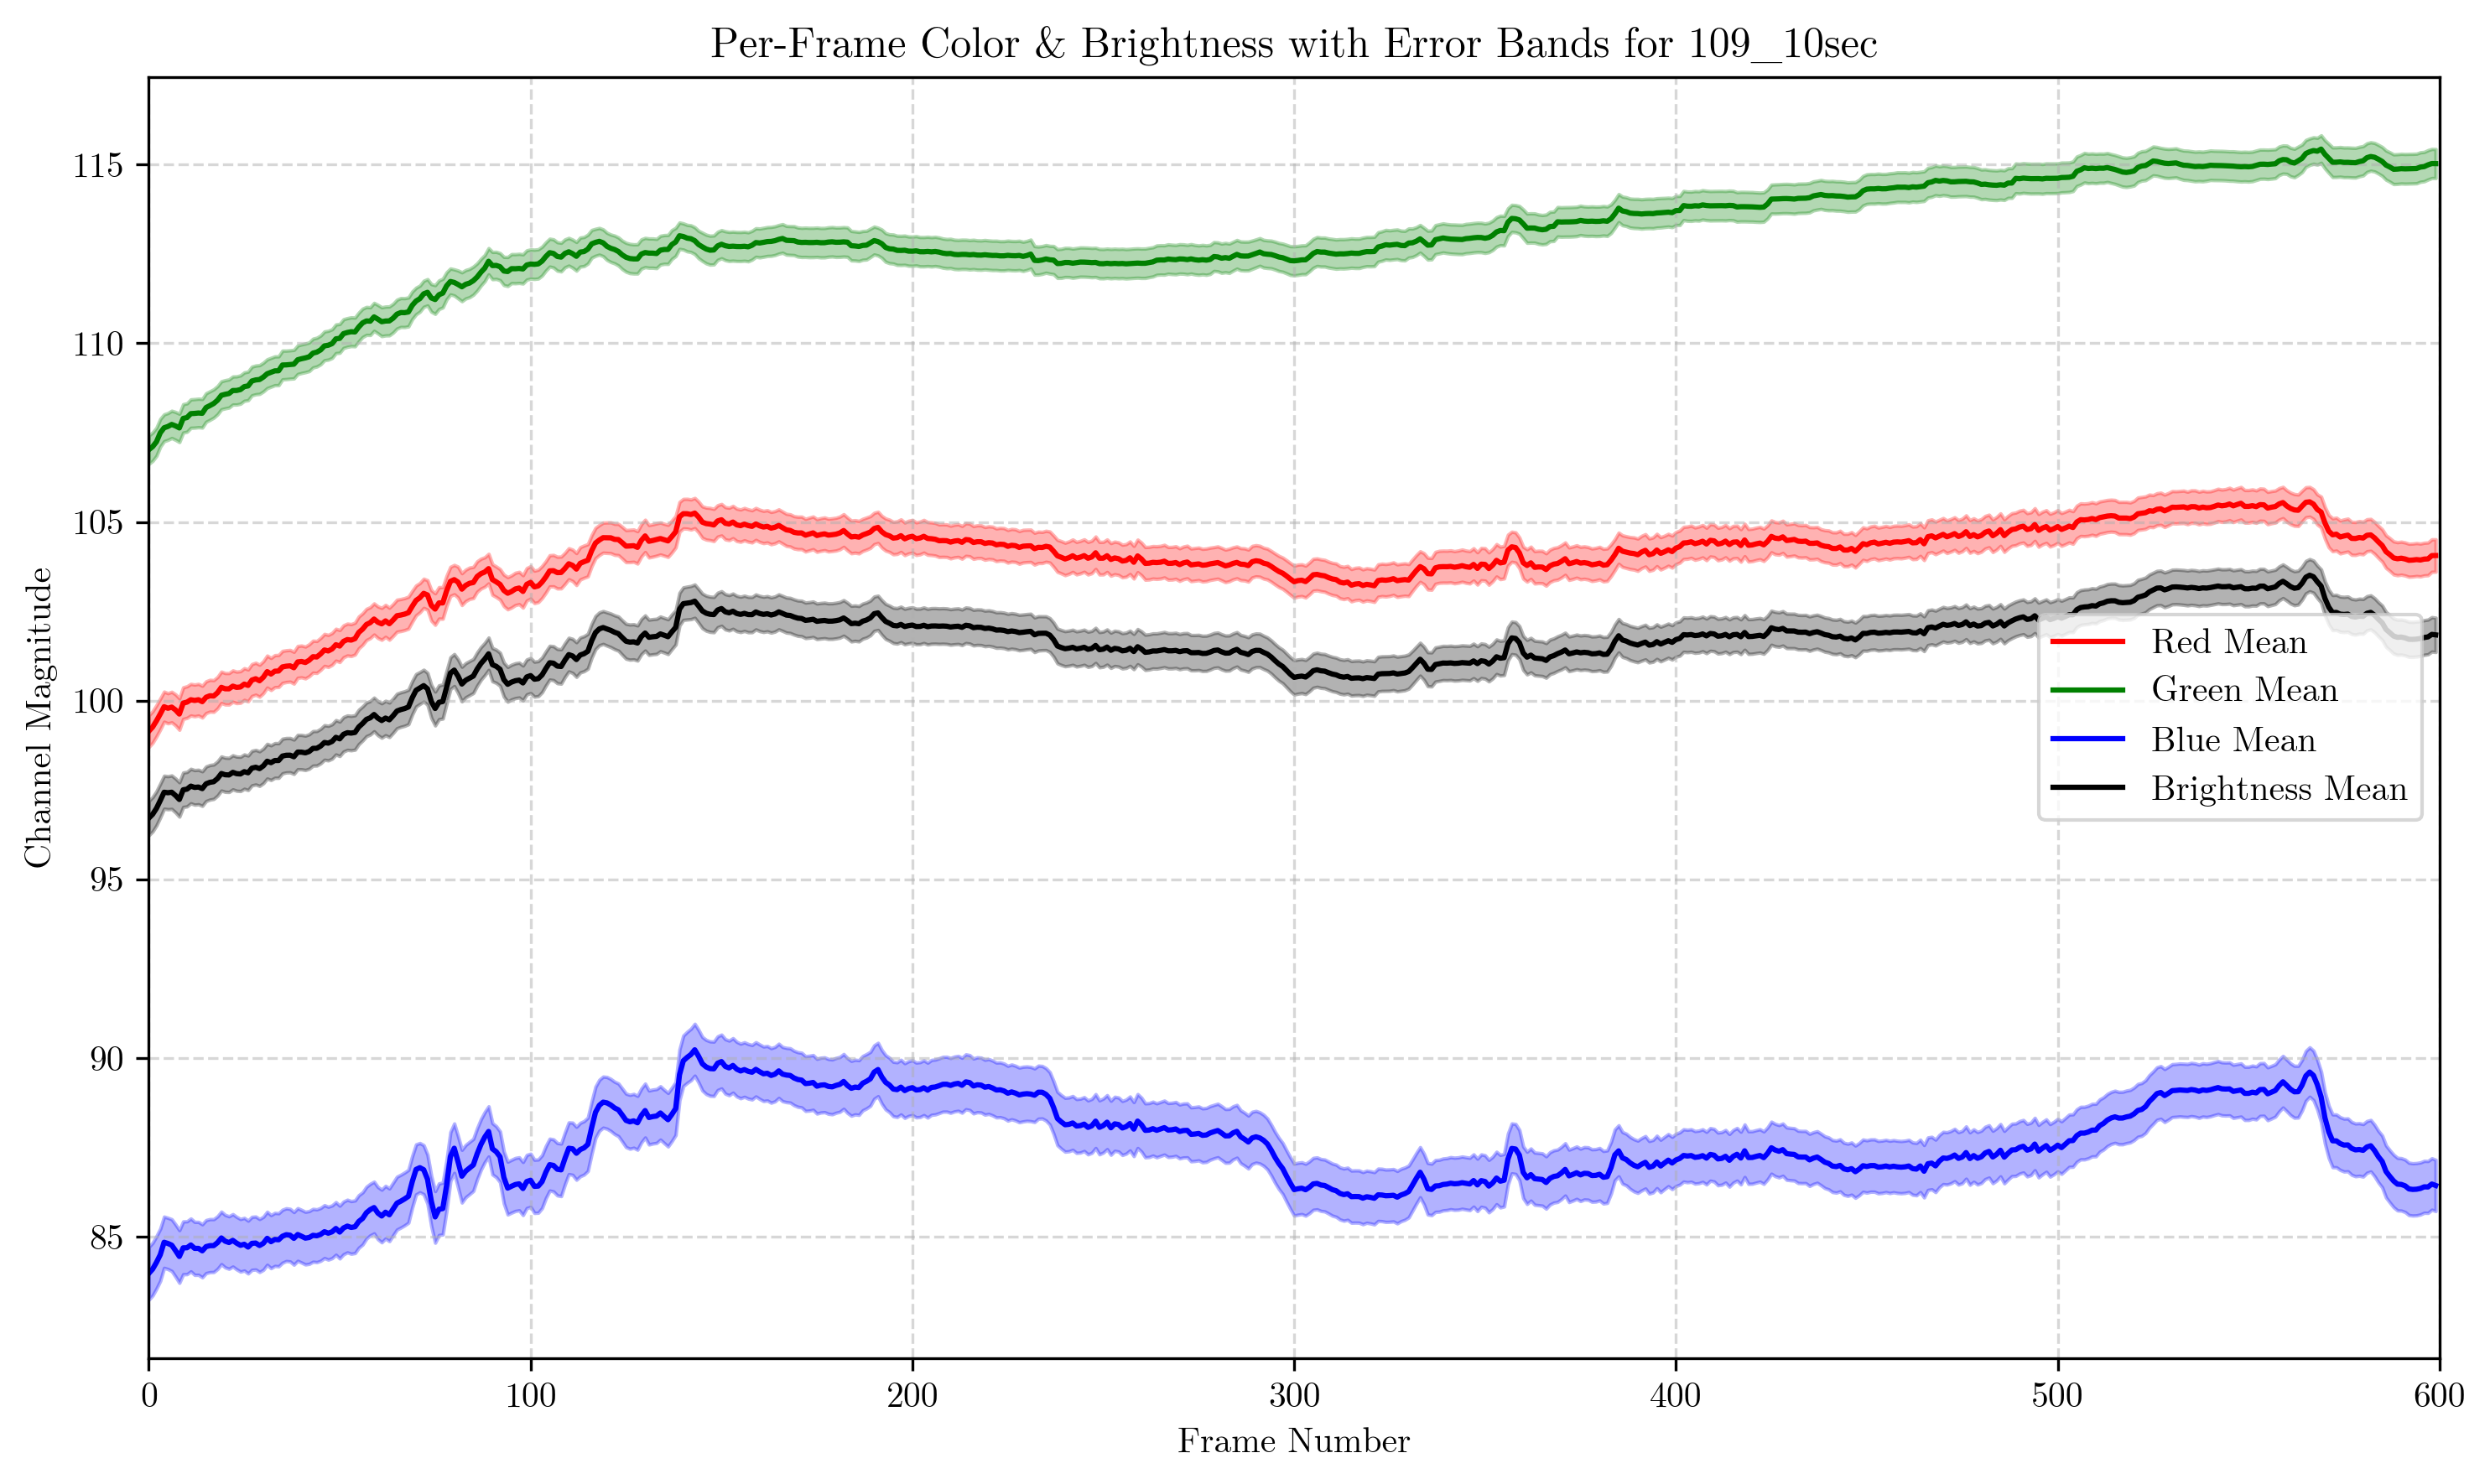 Per-Frame Color & Brightness with Error Bands for 109_10sec
Channel Magnitude
115
110
105
100
95
90
85
Red Mean
Green Mean
Blue Mean
Brightness Mean
0 100 200 300 400 500 600
Frame Number